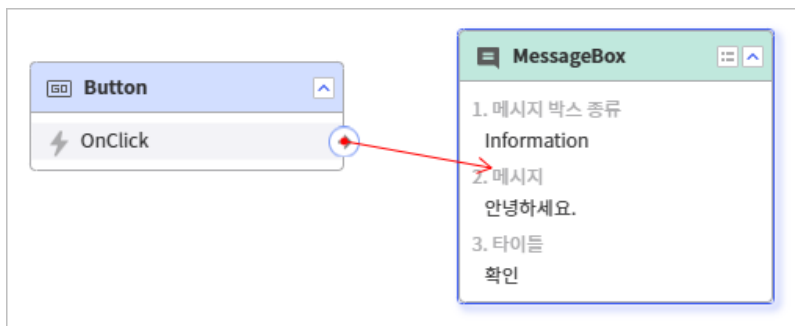 GO Button
OnClick
MessageBox
1. 메시지 박스 종류
Information
2. 메시지
안녕하세요.
3. 타이틀
확인